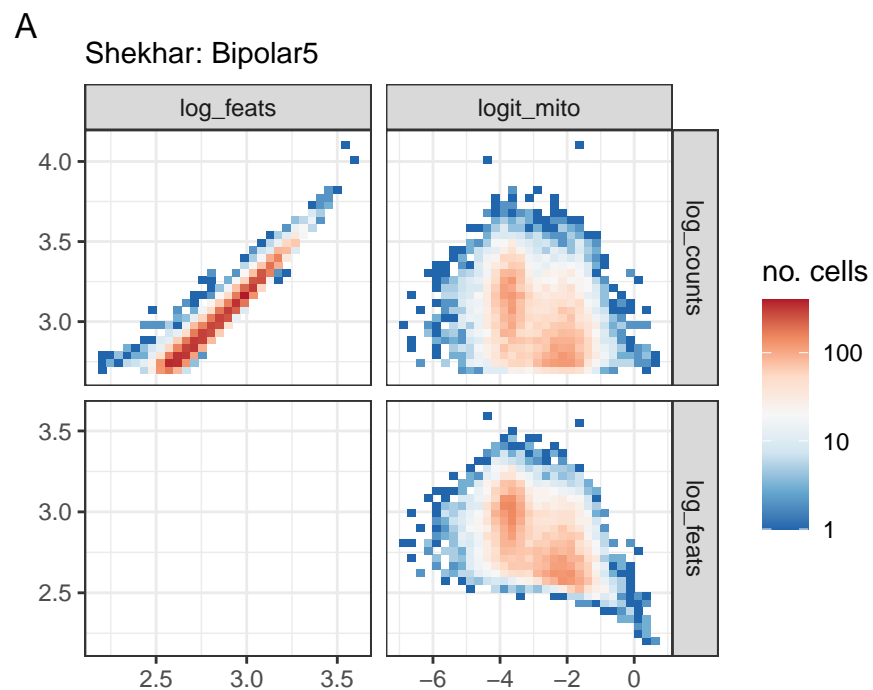 A
Shekhar: Bipolar5
log_feats logit_mito
4.0
3.5
3.0
log_counts
3.5
3.0
2.5
log_feats
2.5 3.0 3.5 −6 −4 −2 0
no. cells
100
10
1